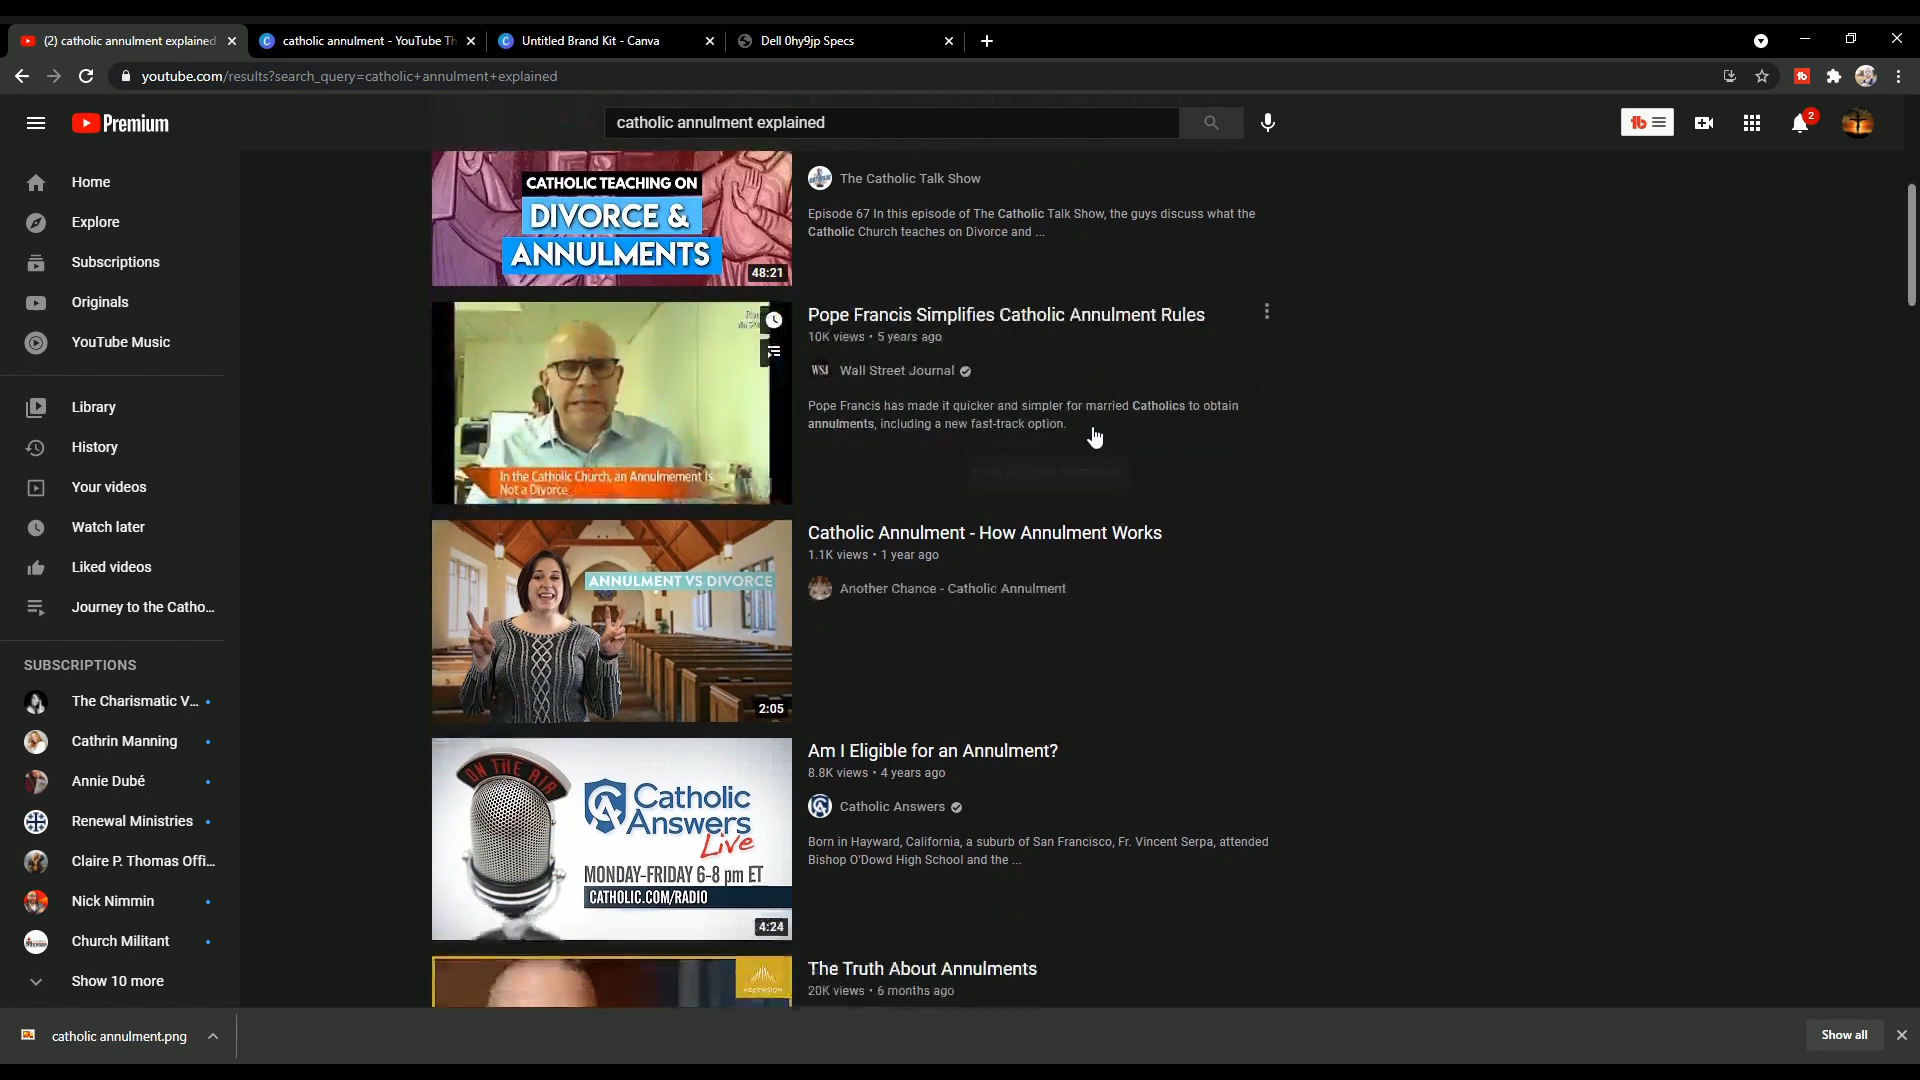 (2) catholic annulment explained
catholic annulment - YouTube Th
Untitled Brand Kit - Canva
Dell 0hy9jp Specs
youtube.com/results?search_query=catholic+annulment+explained
Premium
catholic annulment explained
2
Home
Explore
Subscriptions
Originals
YouTube Music
Library
History
Your videos
Watch later
Liked videos
Journey to the Catho...
SUBSCRIPTIONS
The Charismatic V...
Cathrin Manning
Annie Dubé
Renewal Ministries
Claire P. Thomas Offi...
Nick Nimmin
Church Militant
Show 10 more
CATHOLIC TEACHING ON
DIVORCE &
ANNULMENTS
48:21
The Catholic Talk Show
Episode 67 In this episode of The Catholic Talk Show, the guys discuss what the
Catholic Church teaches on Divorce and ...
In the Catholic Church, an Annulmement Is
Not a Divorce
Pope Francis Simplifies Catholic Annulment Rules
10K views • 5 years ago
WSJ Wall Street Journal
Pope Francis has made it quicker and simpler for married Catholics to obtain
annulments, including a new fast-track option.
ANNULMENT VS DIVORCE
2:05
Catholic Annulment - How Annulment Works
1.1K views • 1 year ago
Another Chance - Catholic Annulment
ON THE AIR
Catholic
Answers
Live
MONDAY-FRIDAY 6-8 pm ET
CATHOLIC.COM/RADIO
4:24
Am I Eligible for an Annulment?
8.8K views • 4 years ago
Catholic Answers
Born in Hayward, California, a suburb of San Francisco, Fr. Vincent Serpa, attended
Bishop O'Dowd High School and the ...
ASCENSION
The Truth About Annulments
20K views • 6 months ago
catholic annulment.png
Show all